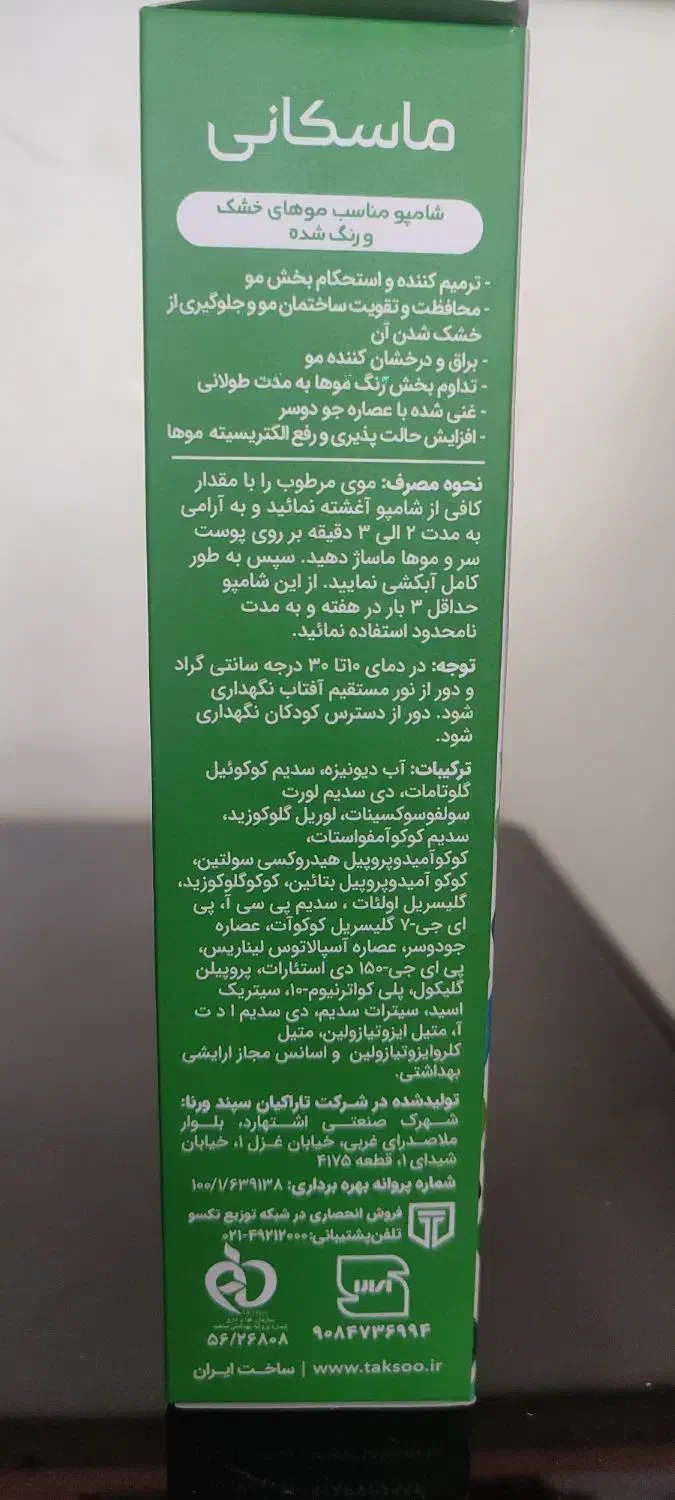 ماسکانی
شامپو مناسب موهای خشک
و رنگ شده
- ترمیم کننده و استحکام بخش مو
- محافظت و تقویت ساختمان مو و جلوگیری از
خشک شدن آن
- براق و درخشان کننده مو
- تداوم بخش رنگ موها به مدت طولانی
- غنی شده با عصاره جو دوسر
- افزایش حالت پذیری و رفع الکتریسیته موها
نحوه مصرف: موی مرطوب را با مقدار
کافی از شامپو آغشته نمائید و به آرامی
به مدت ۲ الی ۳ دقیقه بر روی پوست
سر و موها ماساژ دهید. سپس به طور
کامل آبکشی نمایید. از این شامپو
حداقل ۳ بار در هفته و به مدت
نامحدود استفاده نمائید.
توجه: در دمای ۱۰تا ۳۰ درجه سانتی گراد
و دور از نور مستقیم آفتاب نگهداری
شود. دور از دسترس کودکان نگهداری
شود.
ترکیبات: آب دیونیزه، سدیم کوکوئیل
گلوتامات، دی سدیم لورت
سولفوسوکسینات، لوریل گلوکوزید،
سدیم کوکوآمفواستات،
کوکوآمیدوپروپیل هیدروکسی سولتین،
کوکو آمیدوپروپیل بتائین، کوکوگلوکوزید،
گلیسریل اولئات ، سدیم پی سی آ، پی
ای جی-۷ گلیسریل کوکوآت، عصاره
جودوسر، عصاره آسپالاتوس لیناریس،
پی ای جی-۱۵۰ دی استئارات، پروپیلن
گلیکول، پلی کواترنیوم-۱۰، سیتریک
اسید، سیترات سدیم، دی سدیم ا د ت
آ، متیل ایزوتیازولین، متیل
کلروایزوتیازولین و اسانس مجاز ارایشی
بهداشتی.
تولیدشده در شرکت تاراکیان سپند ورنا:
شهرک صنعتی اشتهارد، بلوار
ملاصدرای غربی، خیابان غزل ۱، خیابان
شیدای ۱، قطعه ۴۱۷۵
شماره پروانه بهره برداری: ۱۰۰/۱/۶۳۹۱۳۸
فروش انحصاری در شبکه توزیع تکسو
تلفن پشتیبانی: ۰۲۱-۴۹۲۱۲۰۰۰
سازمان غذا و دارو
۵۶/۲۶۸۰۸
۹۰۸۴۷۳۶۹۹۴
www.taksoo.ir | ساخت ایران